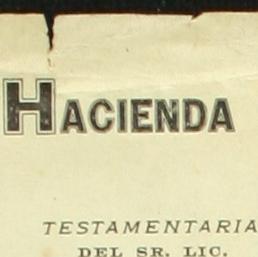 HACIENDA
TESTAMENTARIA
DEL SR. LIC.